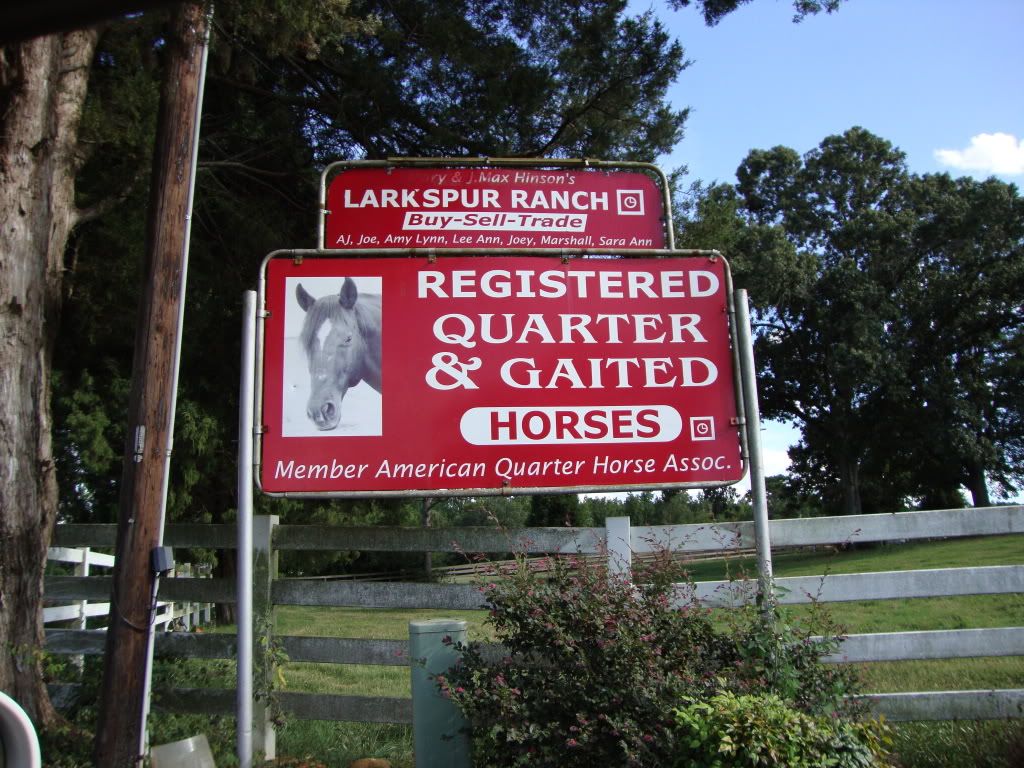 & J.Max Hinson's
LARKSPUR RANCH
Buy-Sell-Trade
AJ, Joe, Amy Lynn, Lee Ann, Joey, Marshall, Sara Ann
REGISTERED
QUARTER
& GAITED
HORSES
Member American Quarter Horse Assoc.